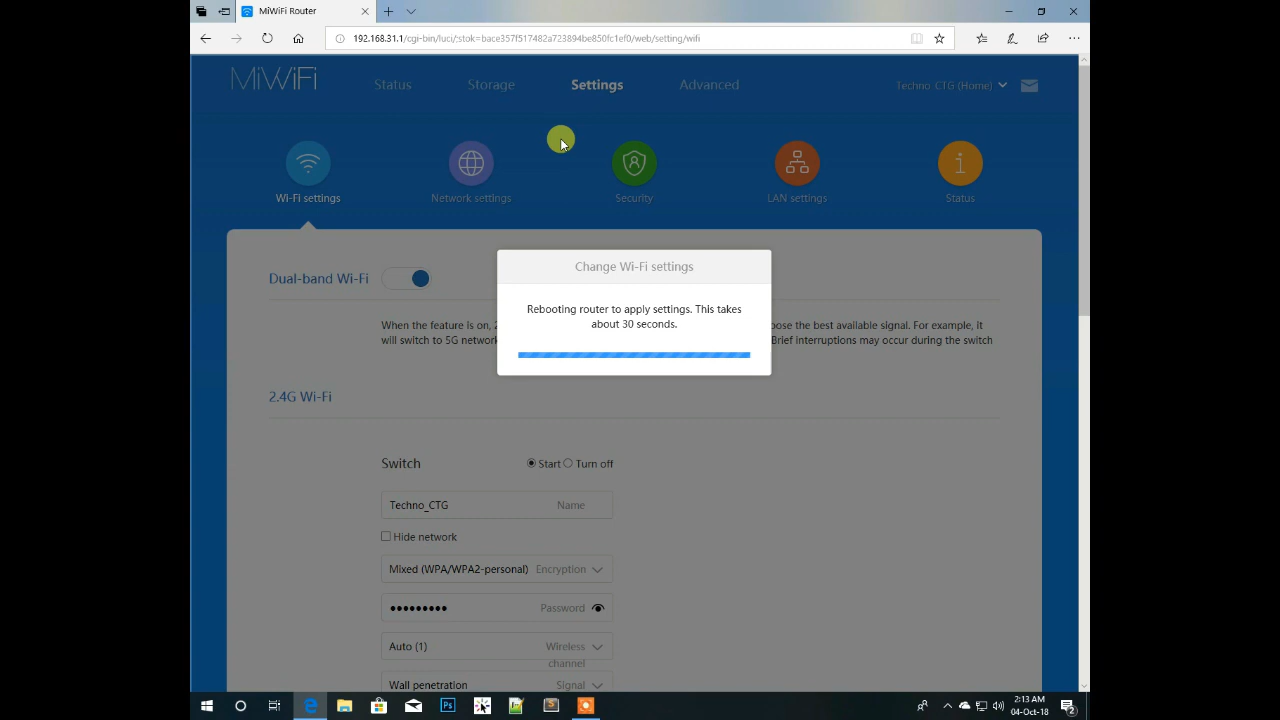 MiWiFi Router
192.168.31.1/cgi-bin/luci/;stok=bace357f517482a723894be850fc1ef0/web/setting/wifi
MiWiFi
Status
Storage
Settings
Advanced
Techno_CTG (Home)
Wi-Fi settings
Network settings
Security
LAN settings
Status
Dual-band Wi-Fi
Change Wi-Fi settings
Rebooting router to apply settings. This takes
about 30 seconds.
When the feature is on, 2
oose the best available signal. For example, it
will switch to 5G netwo
Brief interruptions may occur during the switch
2.4G Wi-Fi
Switch
Start
Turn off
Techno_CTG
Name
Hide network
Mixed (WPA/WPA2-personal)
Encryption
Password
Auto (1)
Wireless
channel
Wall penetration
Signal
Ps
S
2:13 AM
04-Oct-18
2